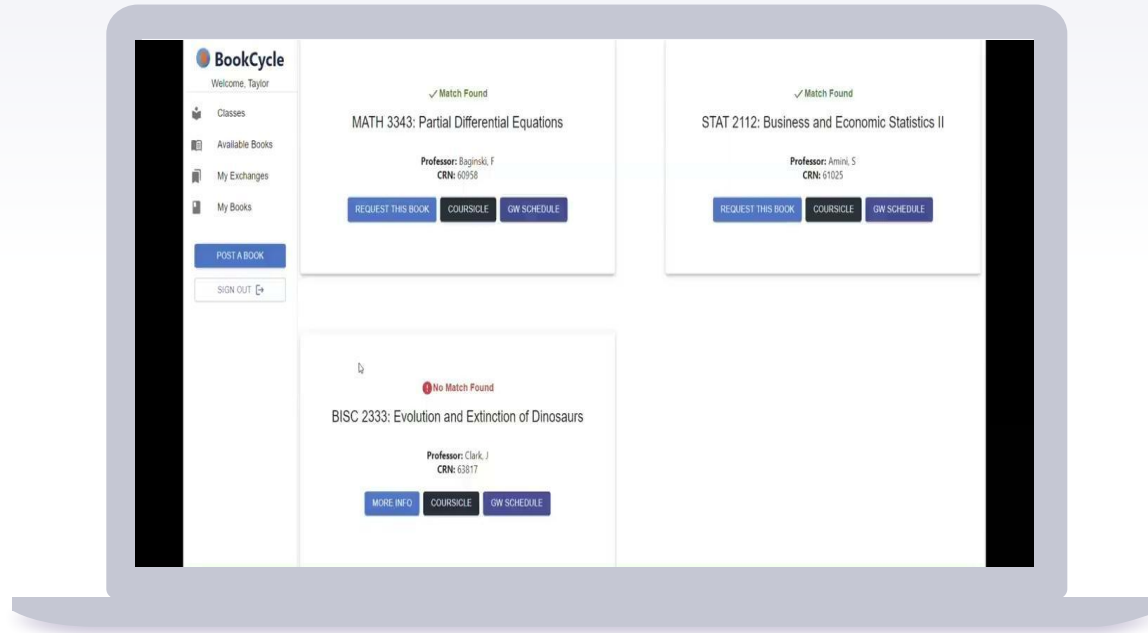 BookCycle
Welcome, Taylor
Classes
Available Books
My Exchanges
My Books
POST A BOOK
SIGN OUT
Match Found
MATH 3343: Partial Differential Equations
Professor: Baginski, F
CRN: 60958
REQUEST THIS BOOK COURSICLE GW SCHEDULE
Match Found
STAT 2112: Business and Economic Statistics II
Professor: Amini, S
CRN: 61025
REQUEST THIS BOOK COURSICLE GW SCHEDULE
No Match Found
BISC 2333: Evolution and Extinction of Dinosaurs
Professor: Clark, J
CRN: 63817
MORE INFO COURSICLE GW SCHEDULE